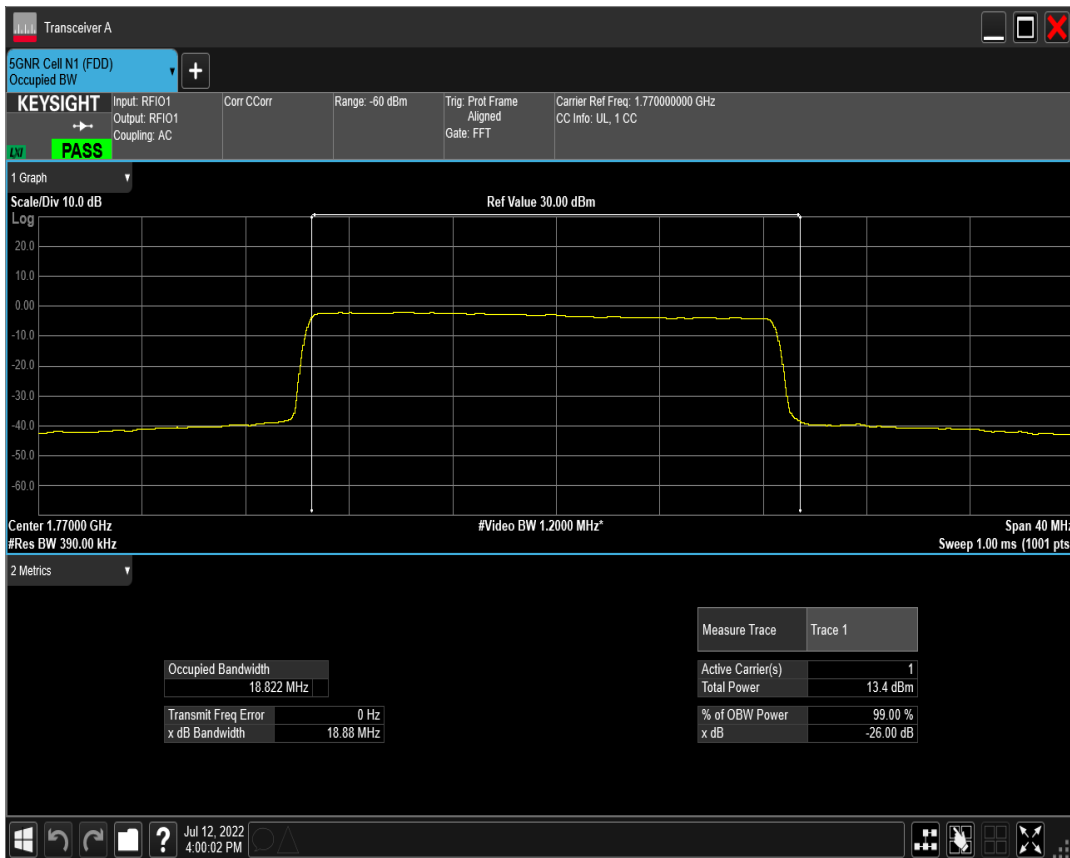 Transceiver A
5GNR Cell N1 (FDD)
Occupied BW
+
KEYSIGHT
LXI
PASS
Input: RFIO1
Output: RFIO1
Coupling: AC
Corr CCorr
Range: -60 dBm
Trig: Prot Frame
Aligned
Gate: FFT
Carrier Ref Freq: 1.770000000 GHz
CC Info: UL, 1 CC
1 Graph
Scale/Div 10.0 dB
Ref Value 30.00 dBm
Log
20.0
10.0
0.00
-10.0
-20.0
-30.0
-40.0
-50.0
-60.0
Center 1.77000 GHz
#Video BW 1.2000 MHz*
Span 40 MHz
#Res BW 390.00 kHz
Sweep 1.00 ms (1001 pts
2 Metrics
Measure Trace Trace 1
Occupied Bandwidth
18.822 MHz
Active Carrier(s) 1
Total Power 13.4 dBm
Transmit Freq Error 0 Hz
x dB Bandwidth 18.88 MHz
% of OBW Power 99.00 %
x dB -26.00 dB
?
Jul 12, 2022
4:00:02 PM